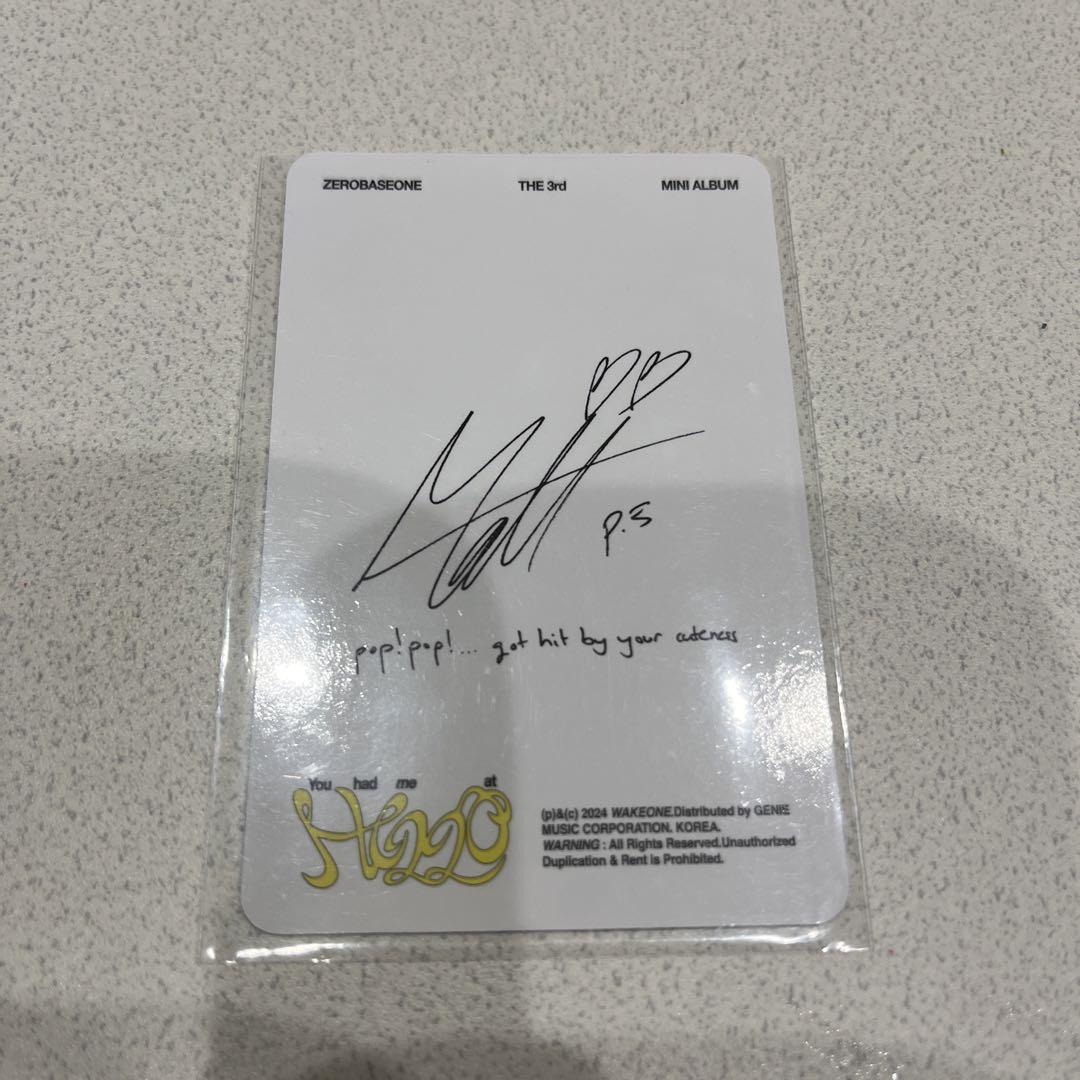 ZEROBASEONE THE 3rd MINI ALBUM
Matt
P.S
pop!pop!... got hit by your cuteness
You had me at
HELLO
(p)&(c) 2024 WAKEONE.Distributed by GENIE
MUSIC CORPORATION. KOREA.
WARNING : All Rights Reserved.Unauthorized
Duplication & Rent is Prohibited.